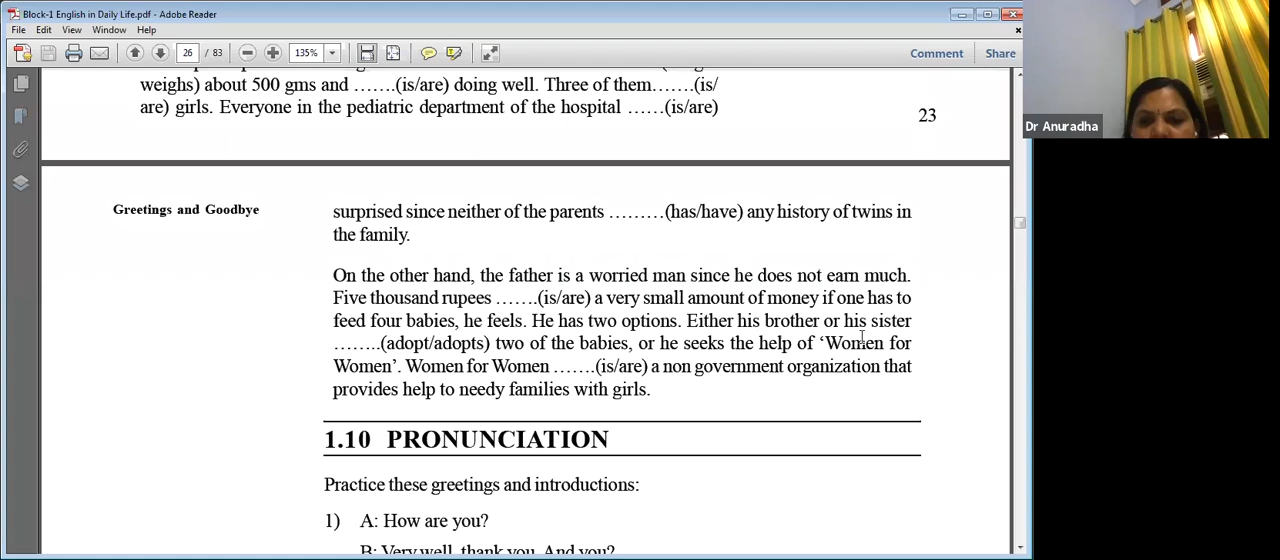 Block-1 English in Daily Life.pdf - Adobe Reader
File Edit View Window Help
26 / 83 135% Comment Share
weighs) about 500 gms and …….(is/are) doing well. Three of them…….(is/
are) girls. Everyone in the pediatric department of the hospital ……(is/are)
23
Greetings and Goodbye
surprised since neither of the parents ………(has/have) any history of twins in
the family.
On the other hand, the father is a worried man since he does not earn much.
Five thousand rupees …….(is/are) a very small amount of money if one has to
feed four babies, he feels. He has two options. Either his brother or his sister
……..(adopt/adopts) two of the babies, or he seeks the help of ‘Women for
Women’. Women for Women …….(is/are) a non government organization that
provides help to needy families with girls.
1.10 PRONUNCIATION
Practice these greetings and introductions:
1) A: How are you?
B: Very well, thank you. And you?
Dr Anuradha